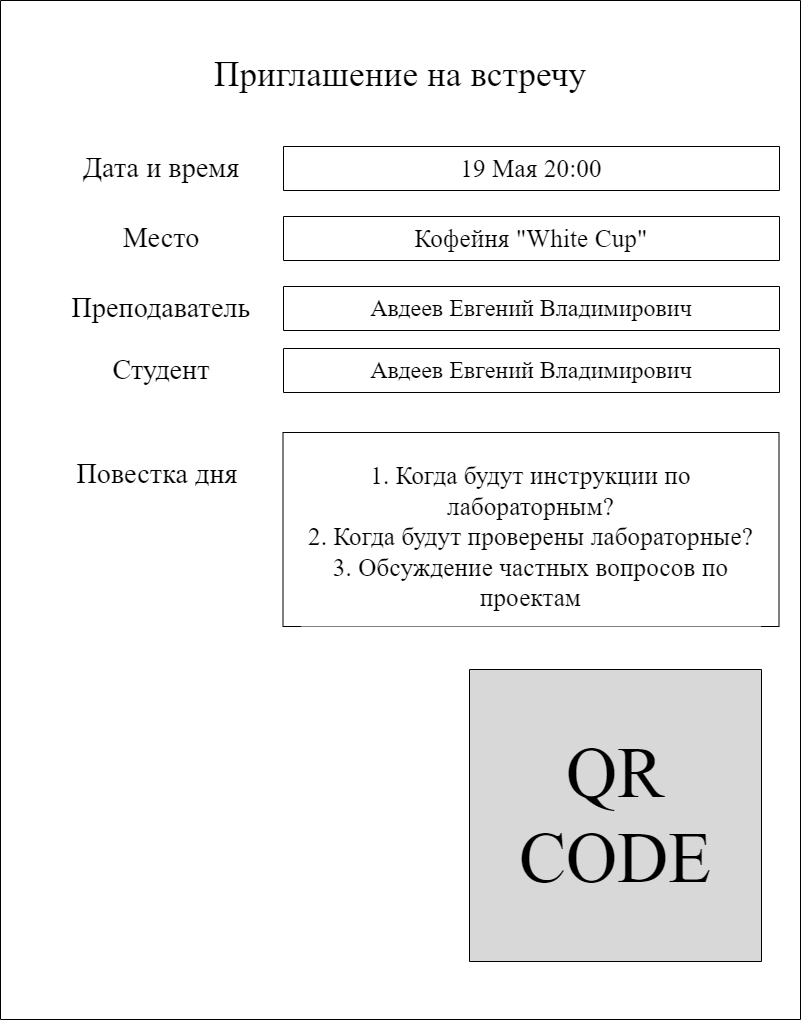 Приглашение на встречу
Дата и время
19 Мая 20:00
Место
Кофейня "White Cup"
Преподаватель
Авдеев Евгений Владимирович
Студент
Авдеев Евгений Владимирович
Повестка дня
1. Когда будут инструкции по
лабораторным?
2. Когда будут проверены лабораторные?
3. Обсуждение частных вопросов по
проектам
QR
CODE